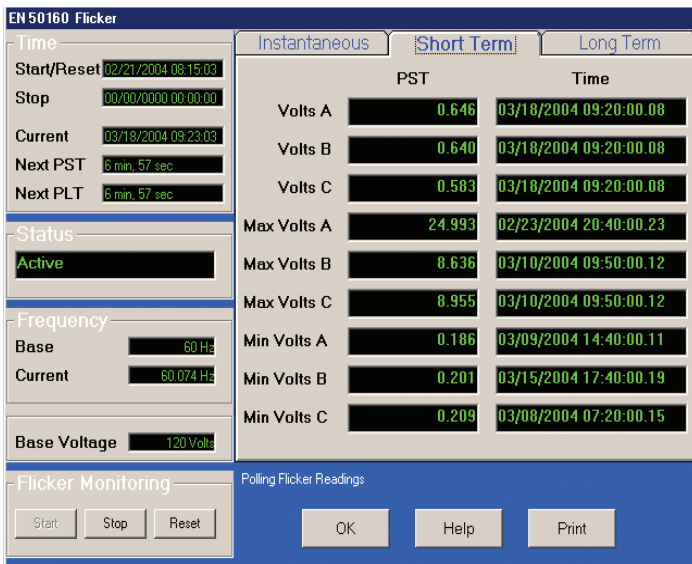 EN 50160 Flicker
Time
Start/Reset 02/21/2004 08:15:03
Stop 00/00/0000 00:00:00
Current 03/18/2004 09:23:03
Next PST 6 min, 57 sec
Next PLT 6 min, 57 sec
Status
Active
Frequency
Base 60 Hz
Current 60.074 Hz
Base Voltage 120 Volts
Flicker Monitoring
Start Stop Reset
Instantaneous Short Term Long Term
PST Time
Volts A 0.646 03/18/2004 09:20:00.08
Volts B 0.640 03/18/2004 09:20:00.08
Volts C 0.583 03/18/2004 09:20:00.08
Max Volts A 24.993 02/23/2004 20:40:00.23
Max Volts B 8.636 03/10/2004 09:50:00.12
Max Volts C 8.955 03/10/2004 09:50:00.12
Min Volts A 0.186 03/09/2004 14:40:00.11
Min Volts B 0.201 03/15/2004 17:40:00.19
Min Volts C 0.209 03/08/2004 07:20:00.15
Polling Flicker Readings
OK Help Print